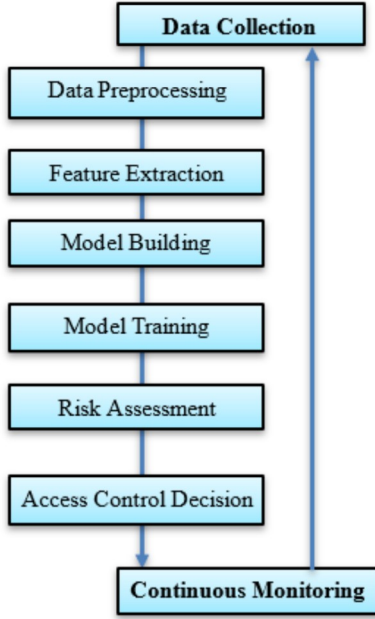 Data Collection
Data Preprocessing
Feature Extraction
Model Building
Model Training
Risk Assessment
Access Control Decision
Continuous Monitoring